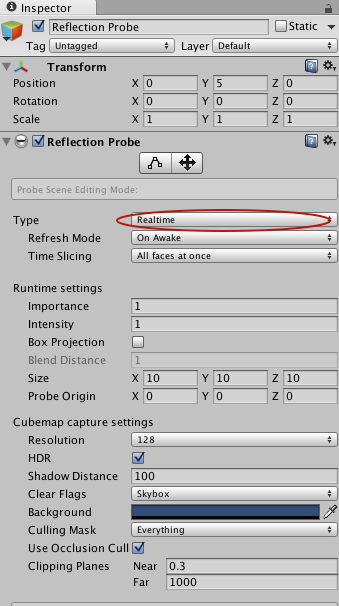 Inspector
Reflection Probe Static
Tag Untagged Layer Default
Transform
Position X 0 Y 5 Z 0
Rotation X 0 Y 0 Z 0
Scale X 1 Y 1 Z 1
Reflection Probe
Probe Scene Editing Mode:
Type Realtime
Refresh Mode On Awake
Time Slicing All faces at once
Runtime settings
Importance 1
Intensity 1
Box Projection
Blend Distance 1
Size X 10 Y 10 Z 10
Probe Origin X 0 Y 0 Z 0
Cubemap capture settings
Resolution 128
HDR
Shadow Distance 100
Clear Flags Skybox
Background
Culling Mask Everything
Use Occlusion Cull
Clipping Planes Near 0.3
Far 1000